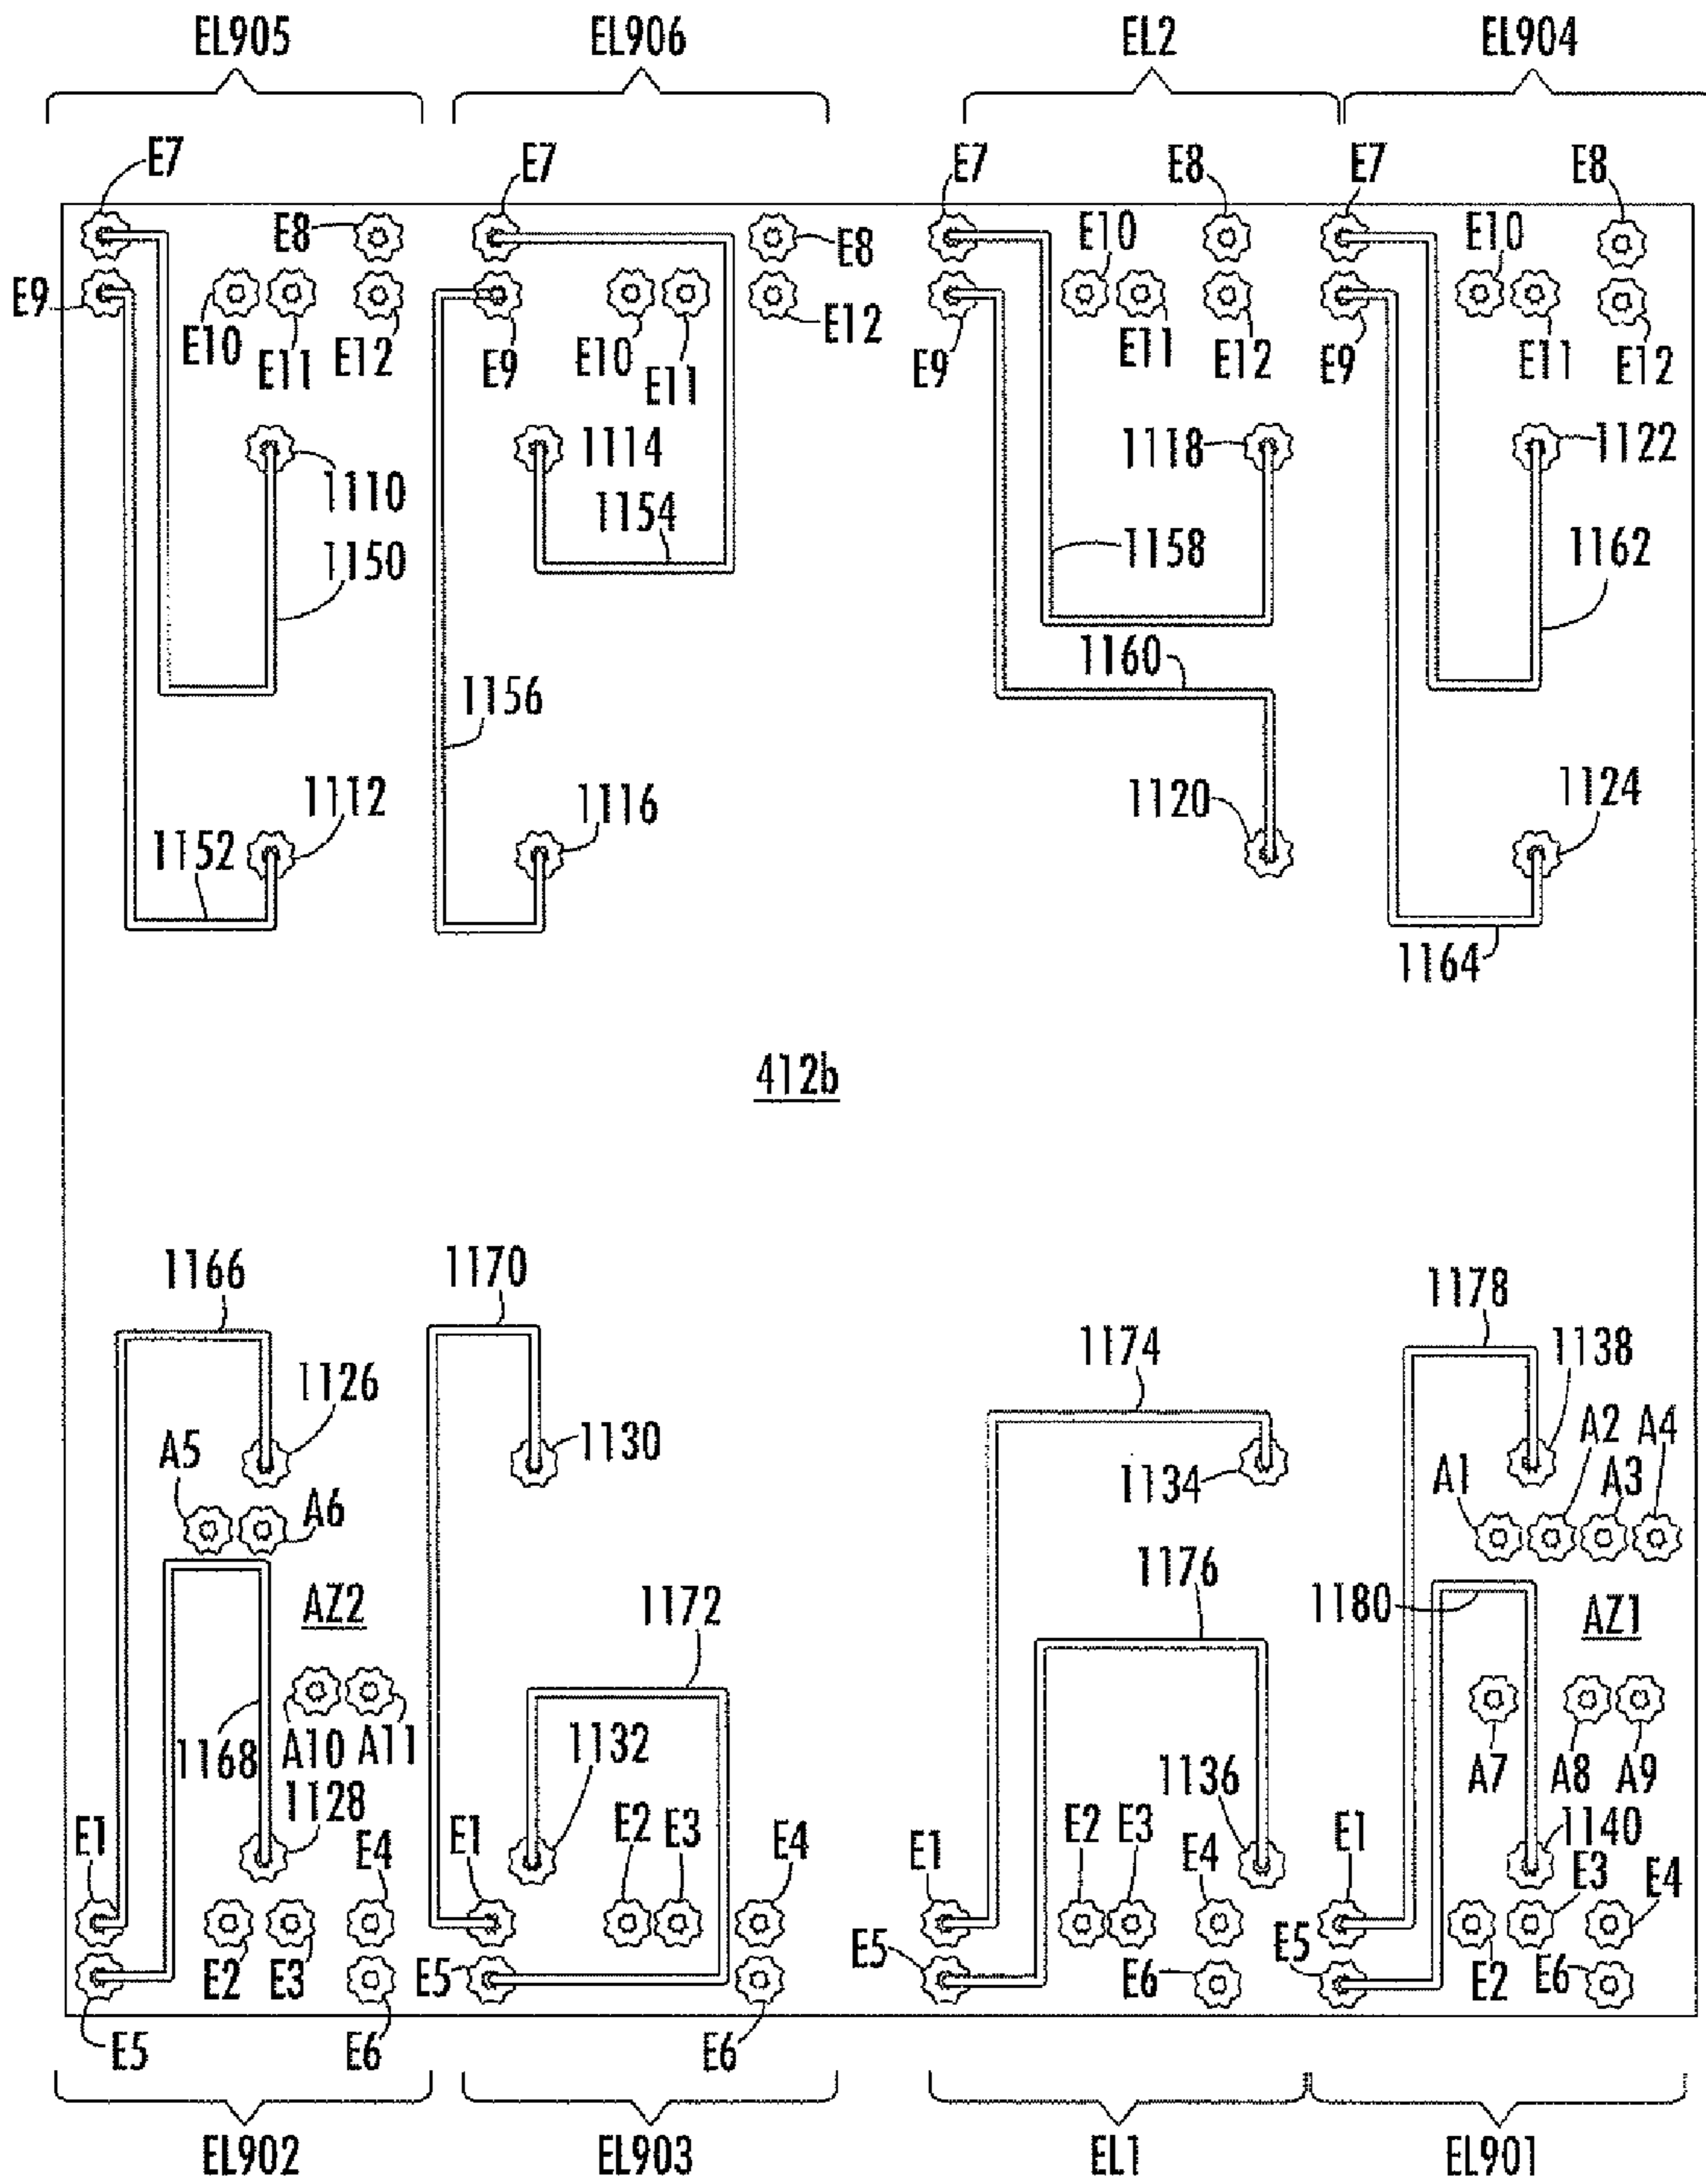 EL905 EL906 EL2 EL904
E7 E7 E7 E8 E7 E8
E8 E8 E10 E10
E9 E10 E11 E12 E9 E10 E11 E12 E9 E11 E12 E9 E11 E12
1110 1114 1118 1122
1150 1154 1158 1162
1156 1160
1112 1116 1120 1124
1152 1164
412b
1166 1170 1174 1178
1126 1130 1134 1138
A5 A6 A1 A2 A3 A4
AZ2 1172 1176 1180 AZ1
1168 A10 A11 1132 1136 A7 A8 A9
1128 1140
E1 E4 E1 E2 E3 E4 E1 E2 E3 E4 E1 E3 E4
E2 E3 E5 E5 E6 E5 E2 E6
E5 E6 E6
EL902 EL903 EL1 EL901